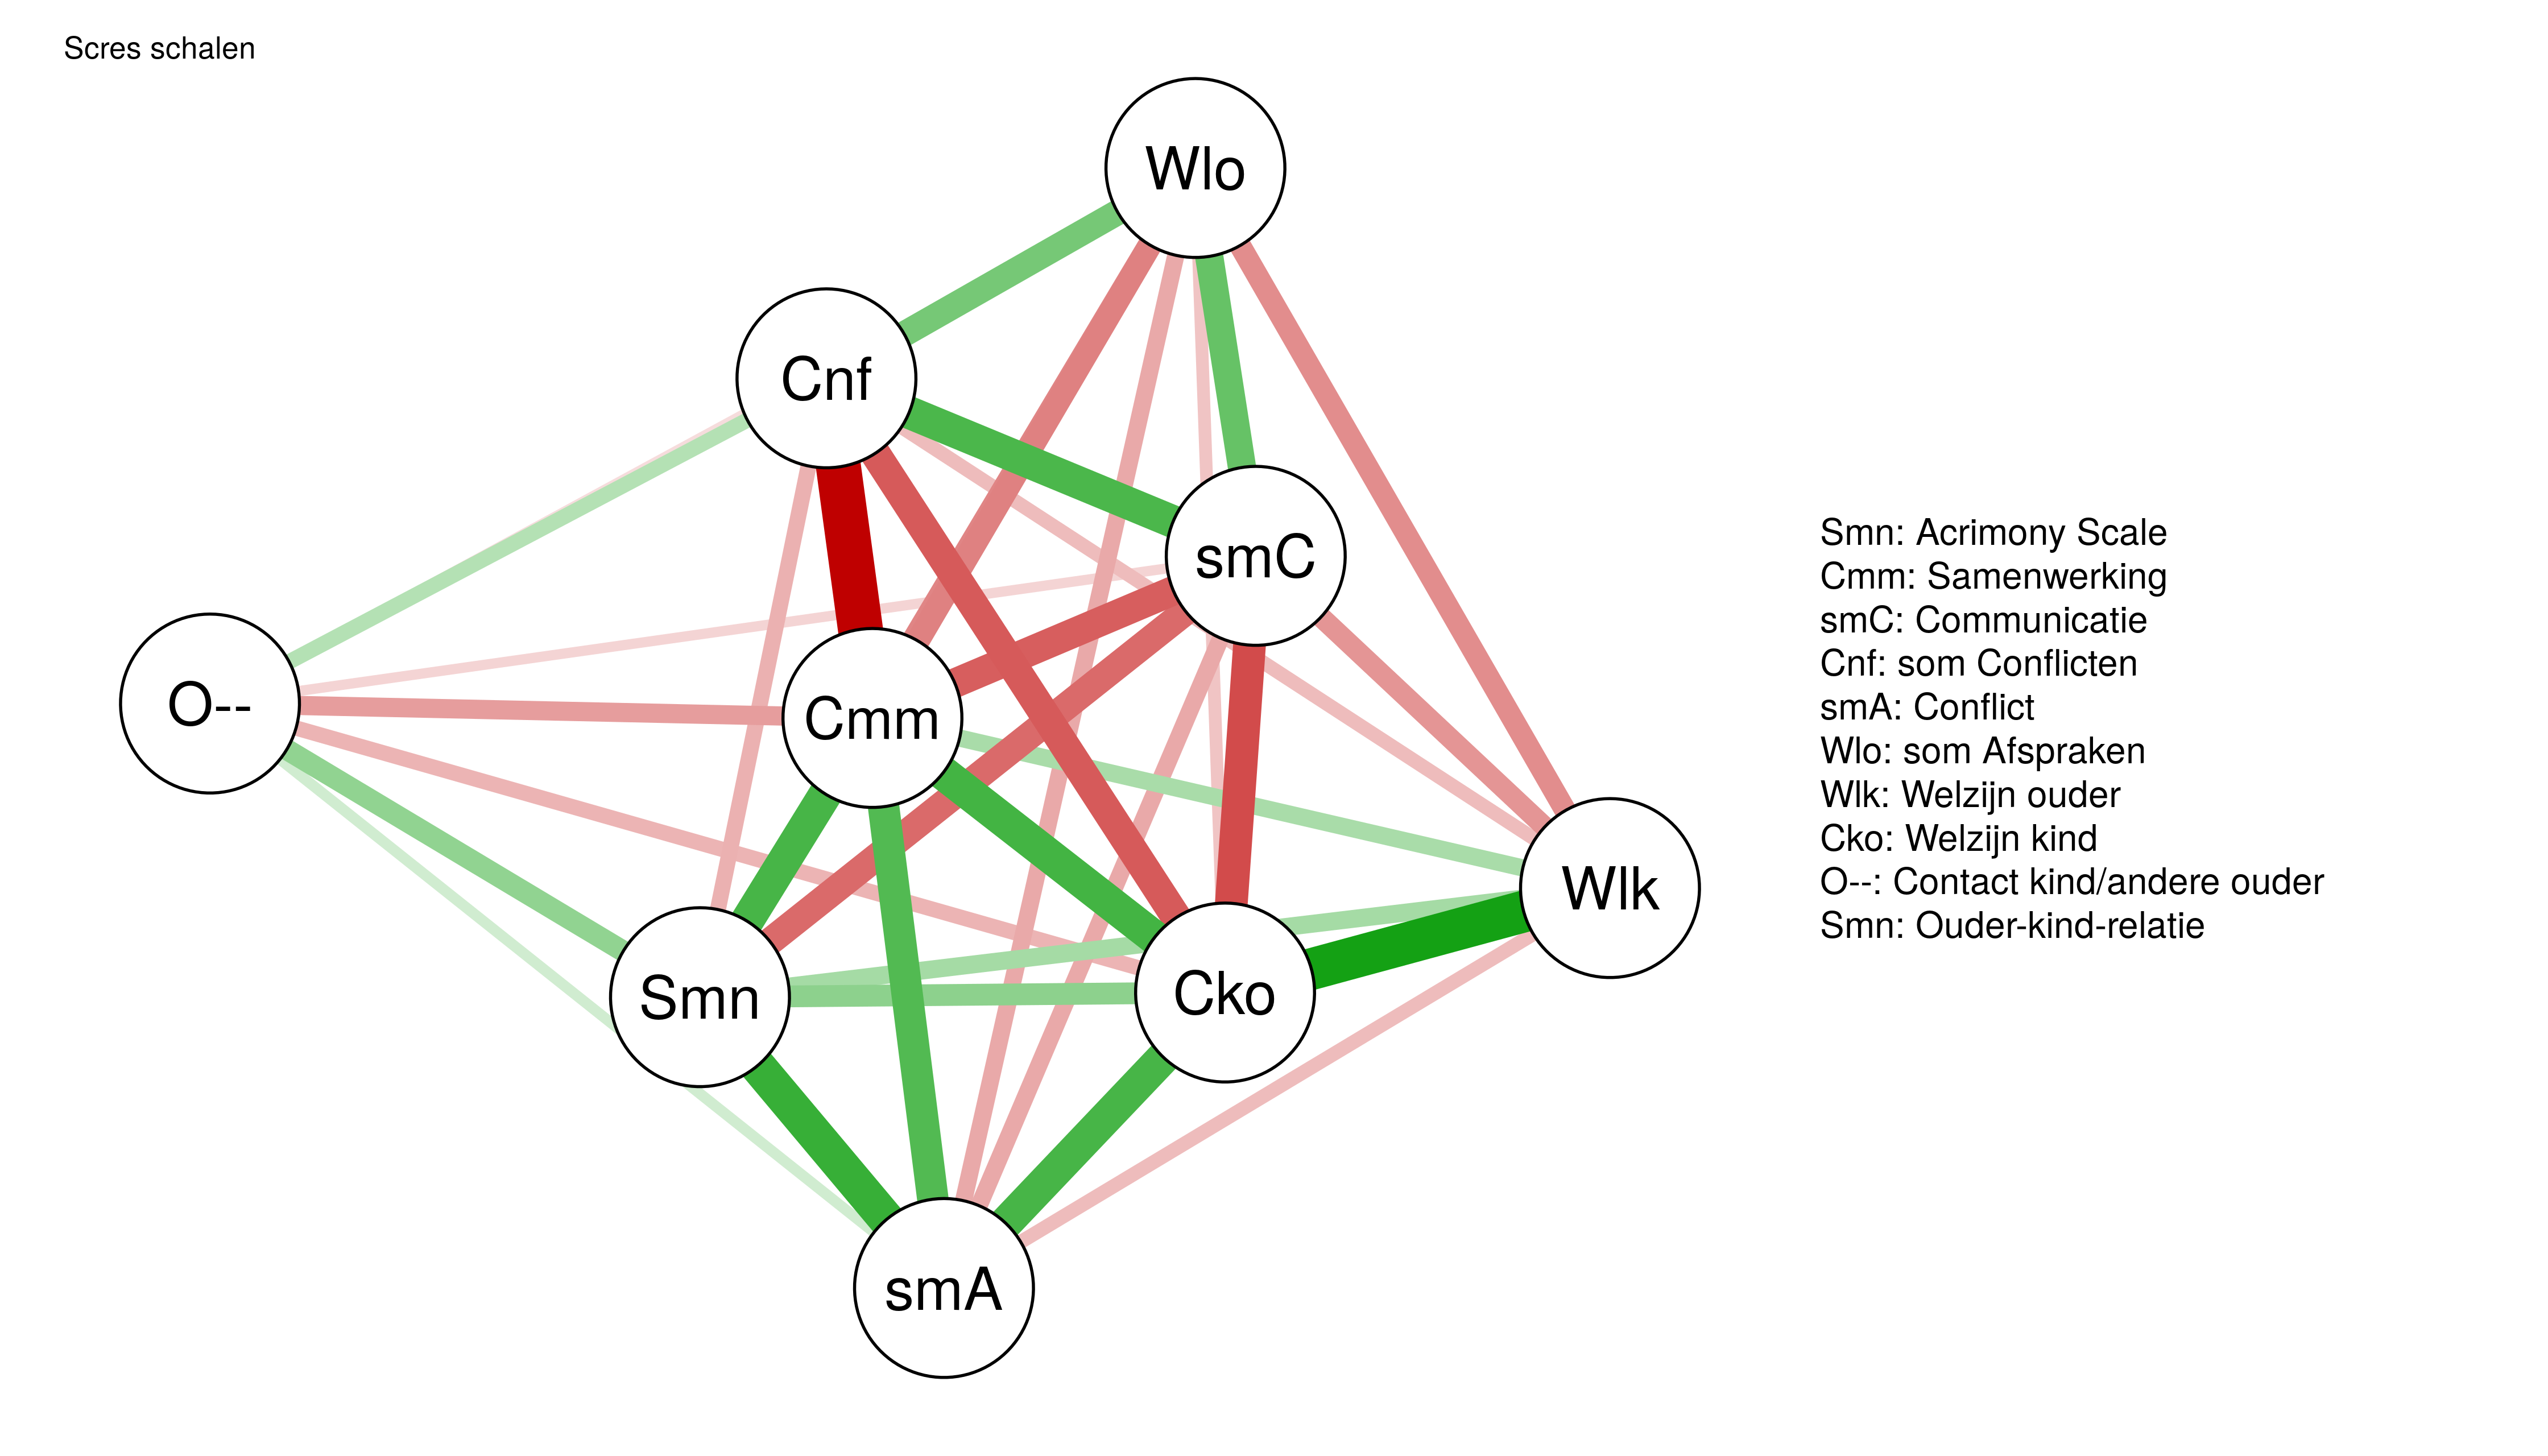 Scres schalen
Wlo
Cnf
smC
O--
Cmm
Wlk
Smn
Cko
smA
Smn: Acrimony Scale
Cmm: Samenwerking
smC: Communicatie
Cnf: som Conflicten
smA: Conflict
Wlo: som Afspraken
Wlk: Welzijn ouder
Cko: Welzijn kind
O--: Contact kind/andere ouder
Smn: Ouder-kind-relatie